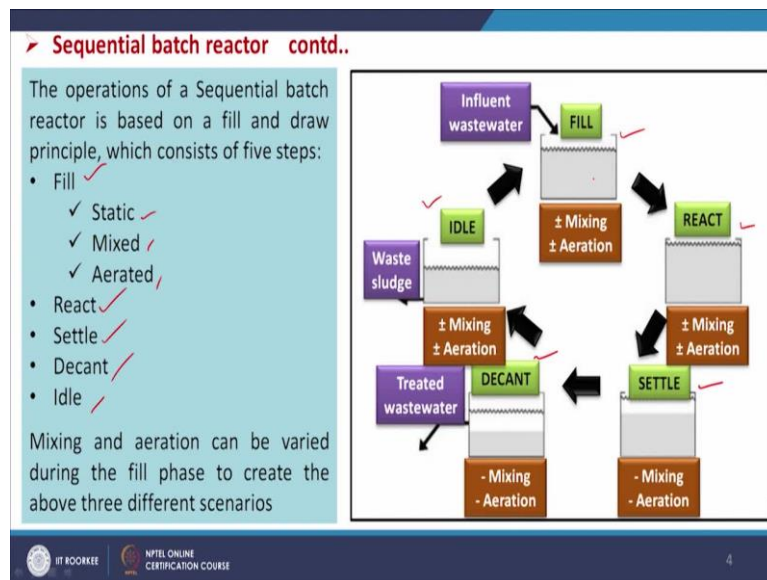 ➤ Sequential batch reactor contd..
The operations of a Sequential batch
reactor is based on a fill and draw
principle, which consists of five steps:
• Fill
✓ Static
✓ Mixed
✓ Aerated
• React
• Settle
• Decant
• Idle
Mixing and aeration can be varied
during the fill phase to create the
above three different scenarios
Influent
wastewater
FILL
± Mixing
± Aeration
REACT
± Mixing
± Aeration
SETTLE
- Mixing
- Aeration
DECANT
Treated
wastewater
- Mixing
- Aeration
IDLE
Waste
sludge
± Mixing
± Aeration
IIT ROORKEE
NPTEL ONLINE
CERTIFICATION COURSE
4